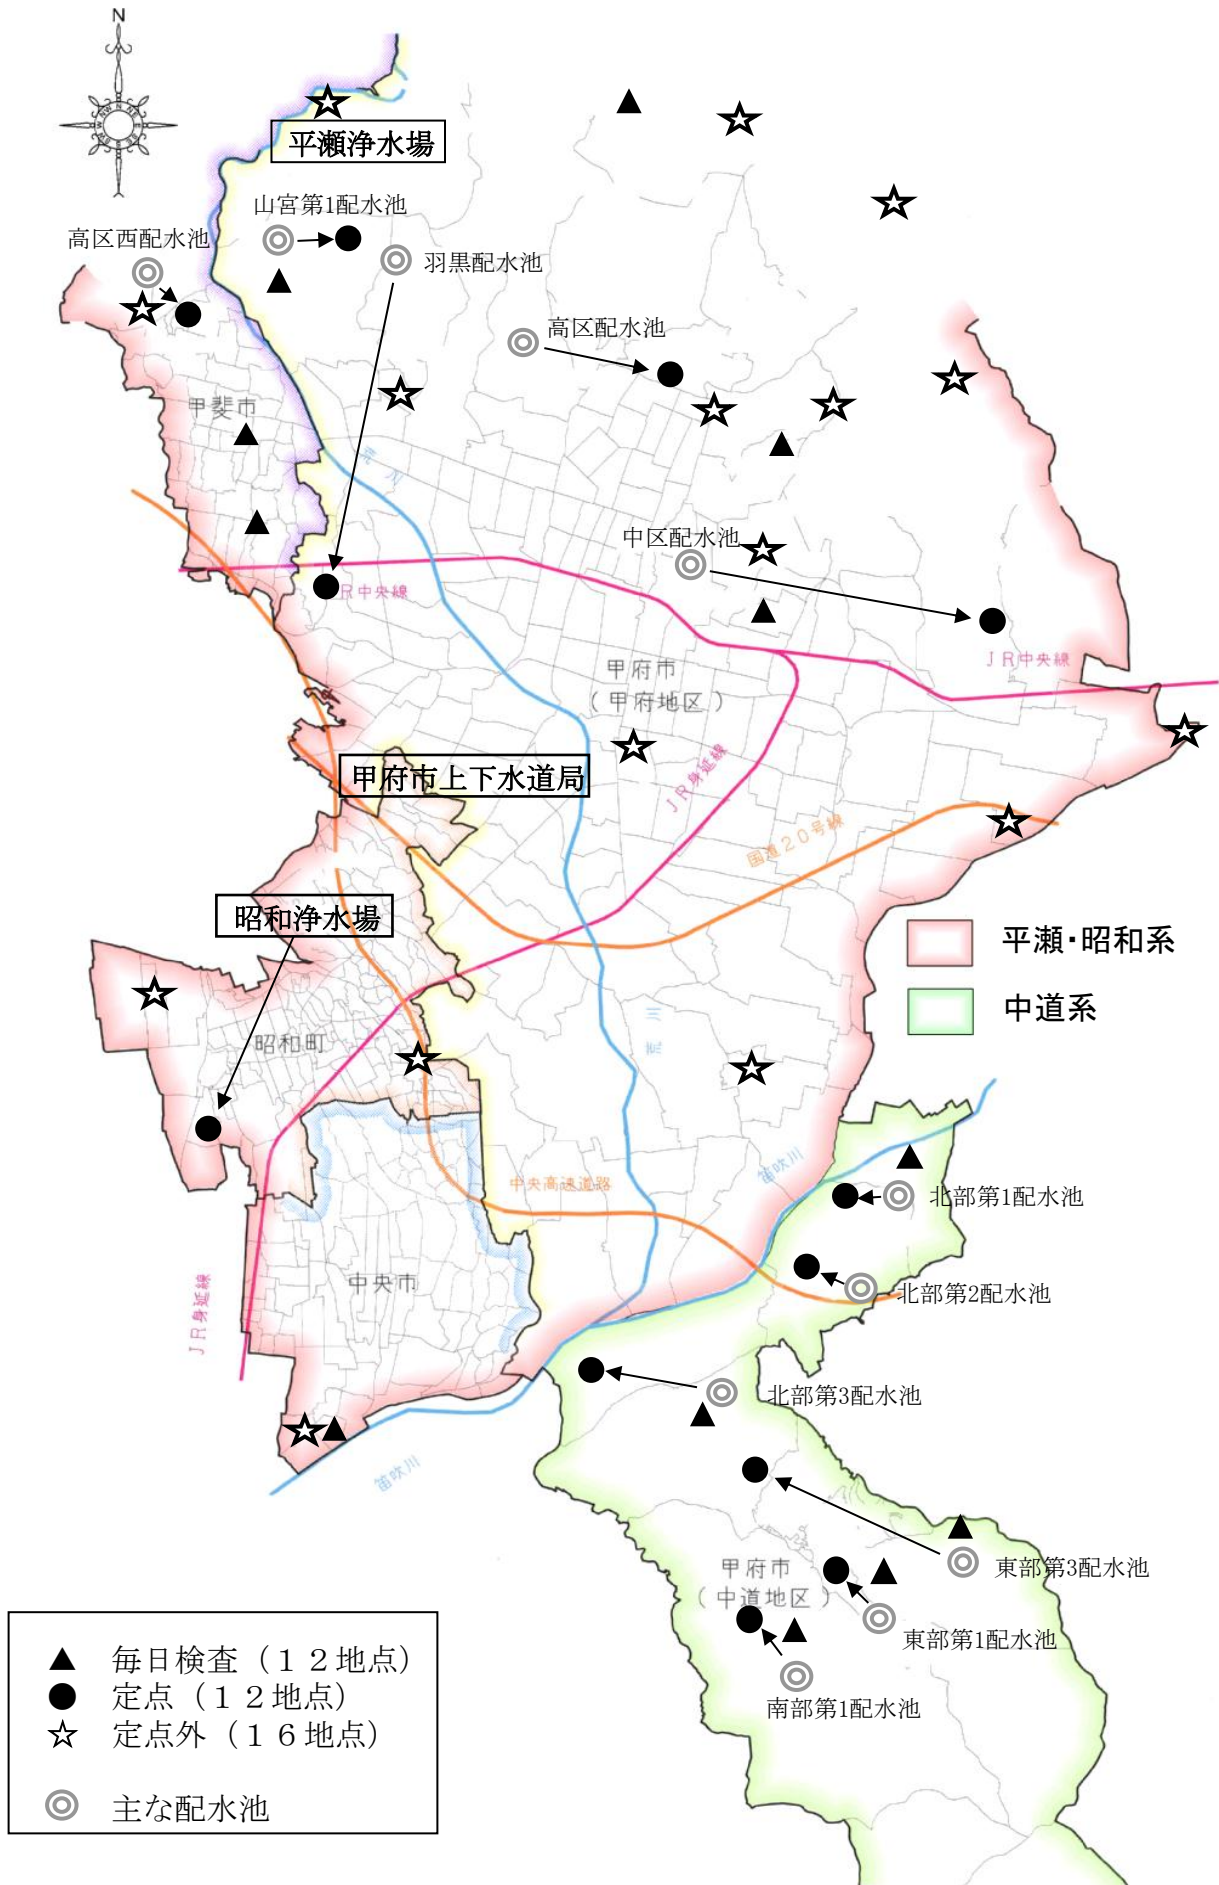 N
平瀬浄水場
山宮第1配水池
高区西配水池
羽黒配水池
高区配水池
甲斐市
荒川
中区配水池
JR中央線
JR中央線
甲府市
（甲府地区）
甲府市上下水道局
JR身延線
国道20号線
昭和浄水場
平瀬・昭和系
中道系
昭和町
荒川
笛吹川
中央高速道路
北部第1配水池
中央市
北部第2配水池
JR身延線
北部第3配水池
笛吹川
東部第3配水池
甲府市
（中道地区）
東部第1配水池
南部第1配水池
毎日検査（１２地点）
定点（１２地点）
定点外（１６地点）
主な配水池